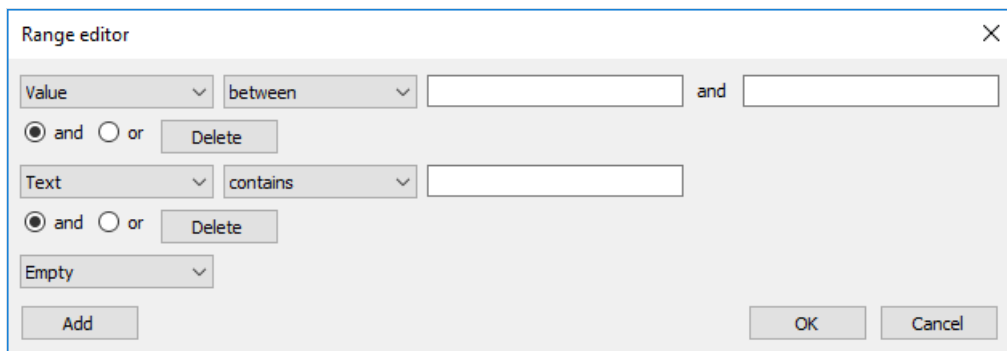 Range editor
Value between and
and or Delete
Text contains
and or Delete
Empty
Add OK Cancel